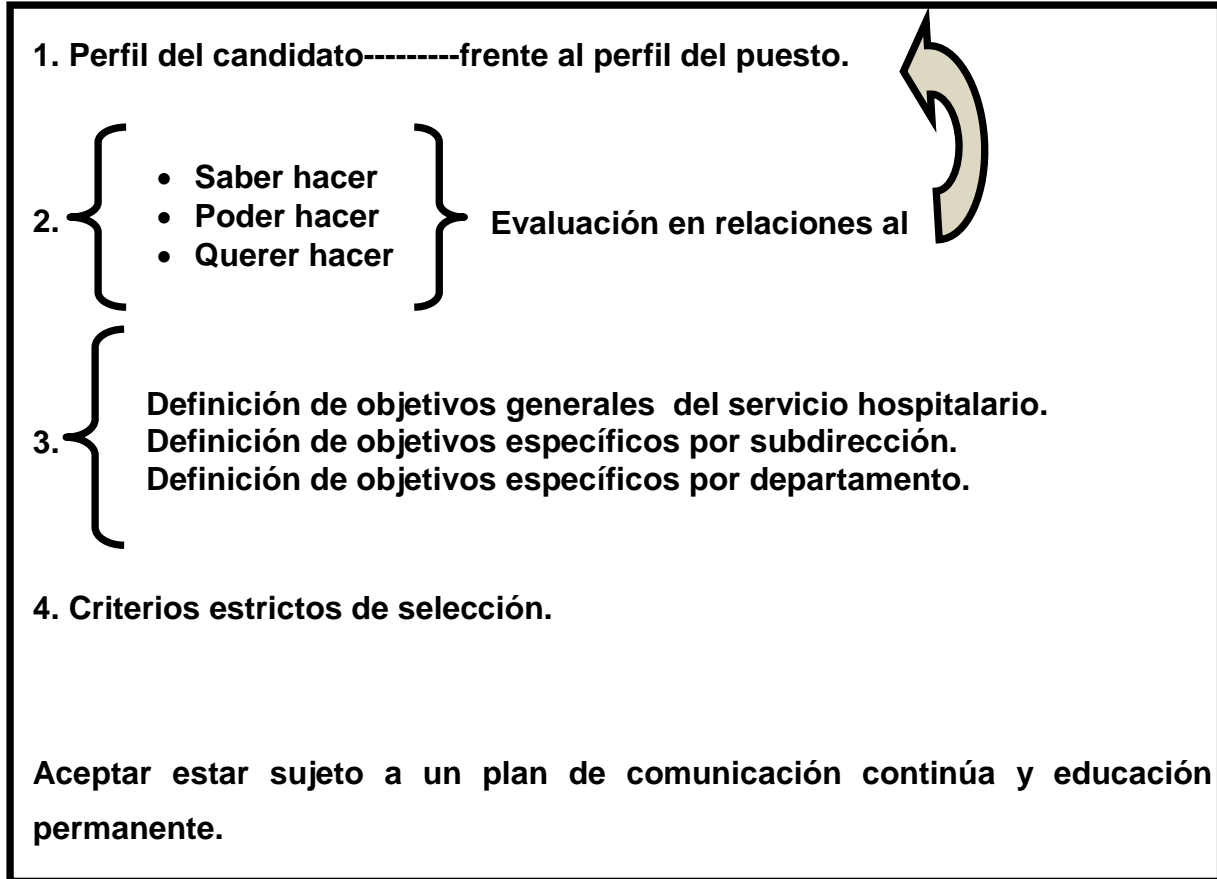 1. Perfil del candidato---------frente al perfil del puesto.
• Saber hacer
2. • Poder hacer Evaluación en relaciones al
• Querer hacer
Definición de objetivos generales  del servicio hospitalario.
3. Definición de objetivos específicos por subdirección.
Definición de objetivos específicos por departamento.
4. Criterios estrictos de selección.
Aceptar estar sujeto a un plan de comunicación continúa y educación
permanente.